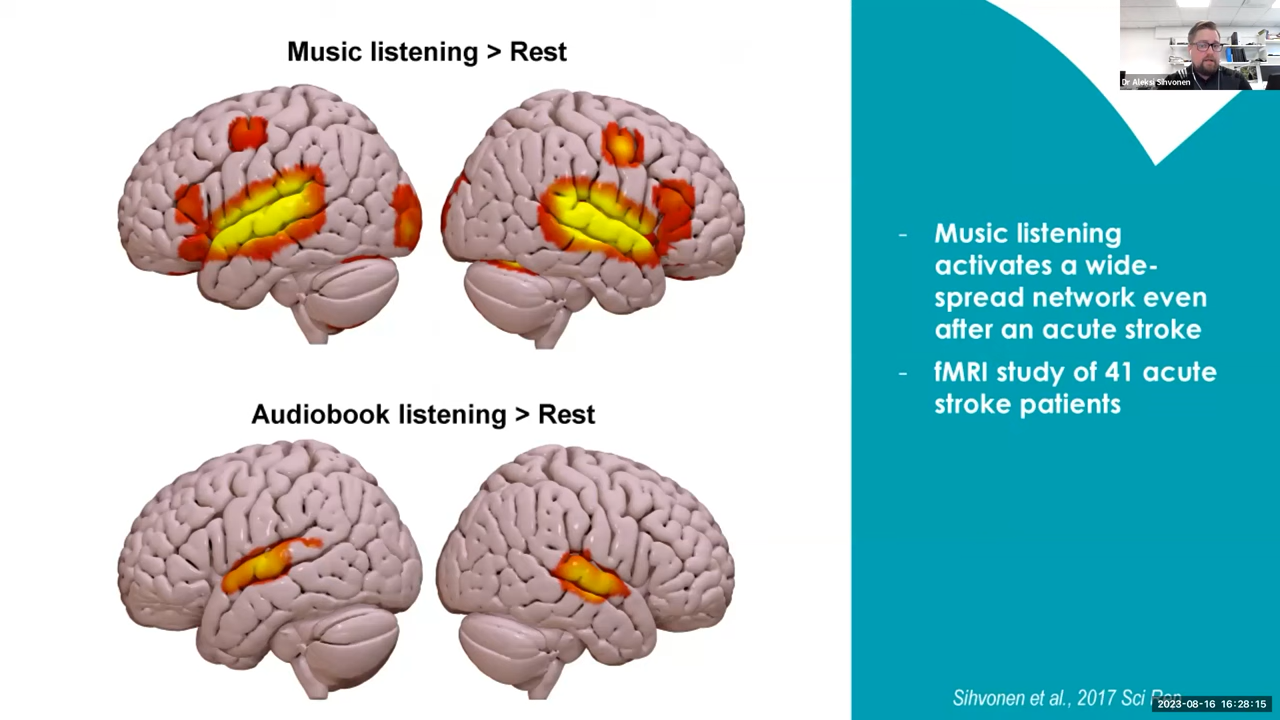 Music listening > Rest
Audiobook listening > Rest
Dr Aleksi Sihvonen
- Music listening
activates a wide-
spread network even
after an acute stroke
- fMRI study of 41 acute
stroke patients
Sihvonen et al., 2017 Sci
2023-08-16 16:28:15